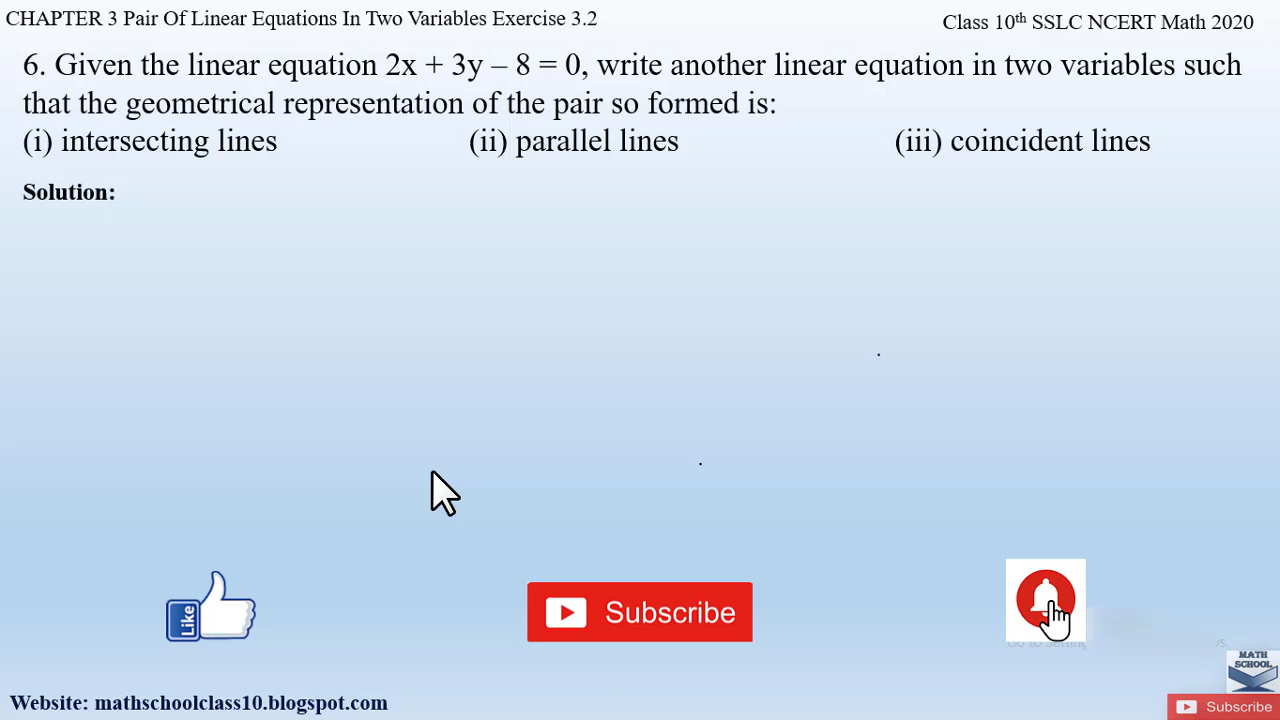 CHAPTER 3 Pair Of Linear Equations In Two Variables Exercise 3.2
Class 10th SSLC NCERT Math 2020
6. Given the linear equation 2x + 3y – 8 = 0, write another linear equation in two variables such
that the geometrical representation of the pair so formed is:
(i) intersecting lines (ii) parallel lines (iii) coincident lines
Solution:
Like
Subscribe
Go to Setting
MATH
SCHOOL
Website: mathschoolclass10.blogspot.com
Subscribe